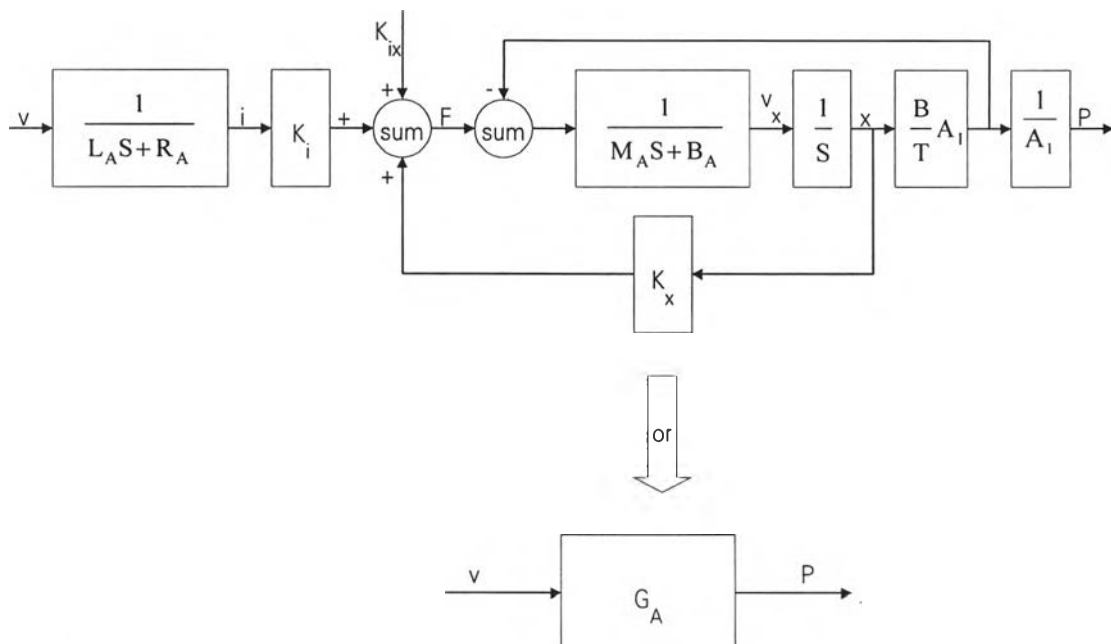 K_ix
v
1
L_A S + R_A
i
K_i
+
+
+
sum
F
-
sum
1
M_A S + B_A
v_x
1
S
x
B
T
A_1
1
A_1
P
K_x
or
v
G_A
P